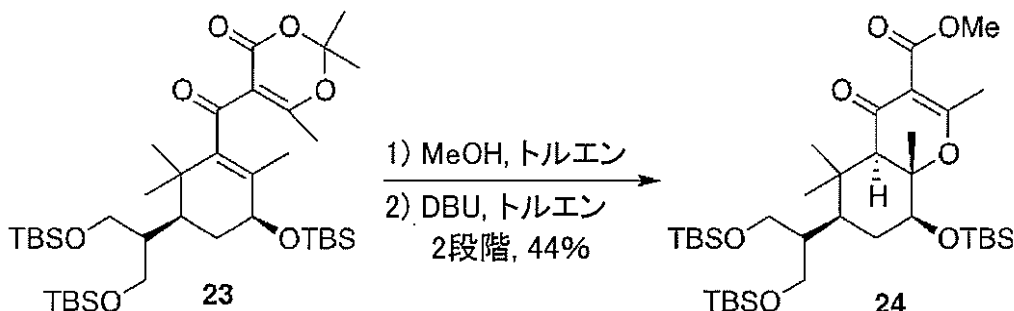 O
O
O
O
O
TBSO
TBSO
OTBS
23
1) MeOH, トルエン
2) DBU, トルエン
2段階, 44%
O
OMe
O
O
H
TBSO
TBSO
OTBS
24